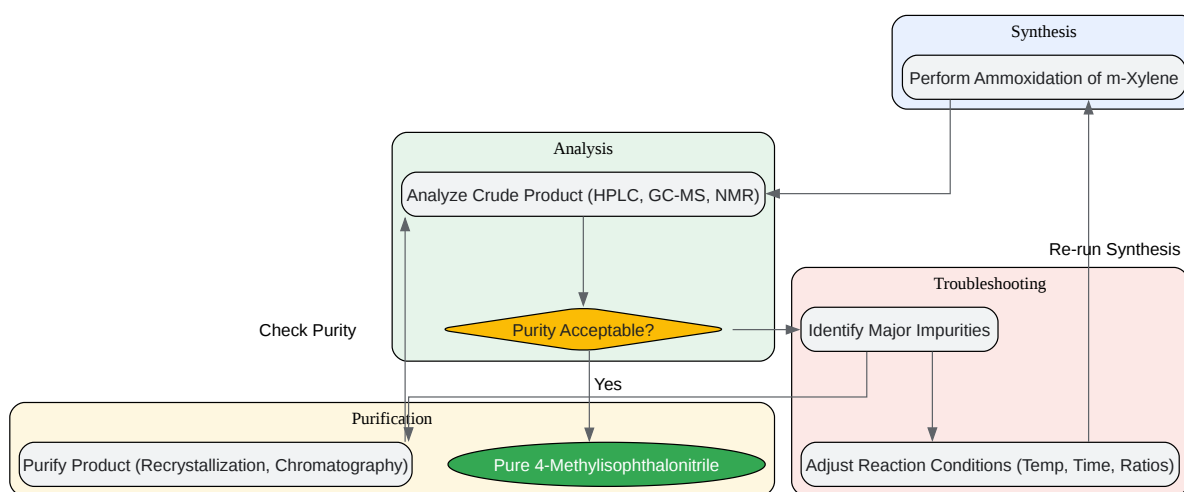 Synthesis
Perform Ammoxidation of m-Xylene
Analysis
Analyze Crude Product (HPLC, GC-MS, NMR)
Re-run Synthesis
Troubleshooting
Check Purity
Purity Acceptable?
Identify Major Impurities
Yes
Purification
Purify Product (Recrystallization, Chromatography)
Pure 4-Methylisophthalonitrile
Adjust Reaction Conditions (Temp, Time, Ratios)